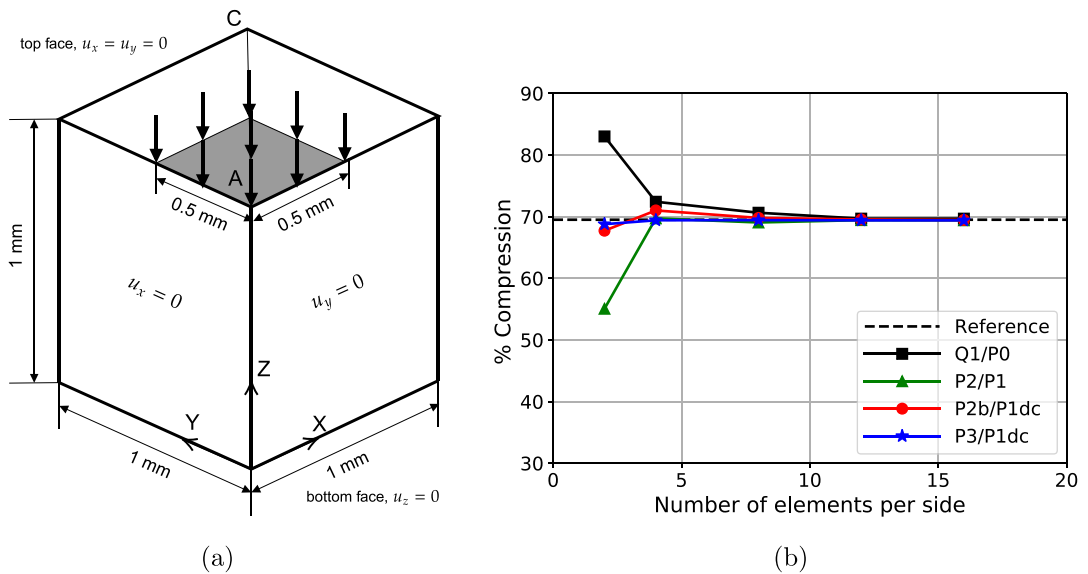 C
top face, u_x = u_y = 0
A
0.5 mm
0.5 mm
1 mm
u_x = 0
u_y = 0
Z
Y
X
1 mm
1 mm
bottom face, u_z = 0
(a)
90
80
70
60
50
40
30
% Compression
Reference
Q1/P0
P2/P1
P2b/P1dc
P3/P1dc
0
5
10
15
20
Number of elements per side
(b)